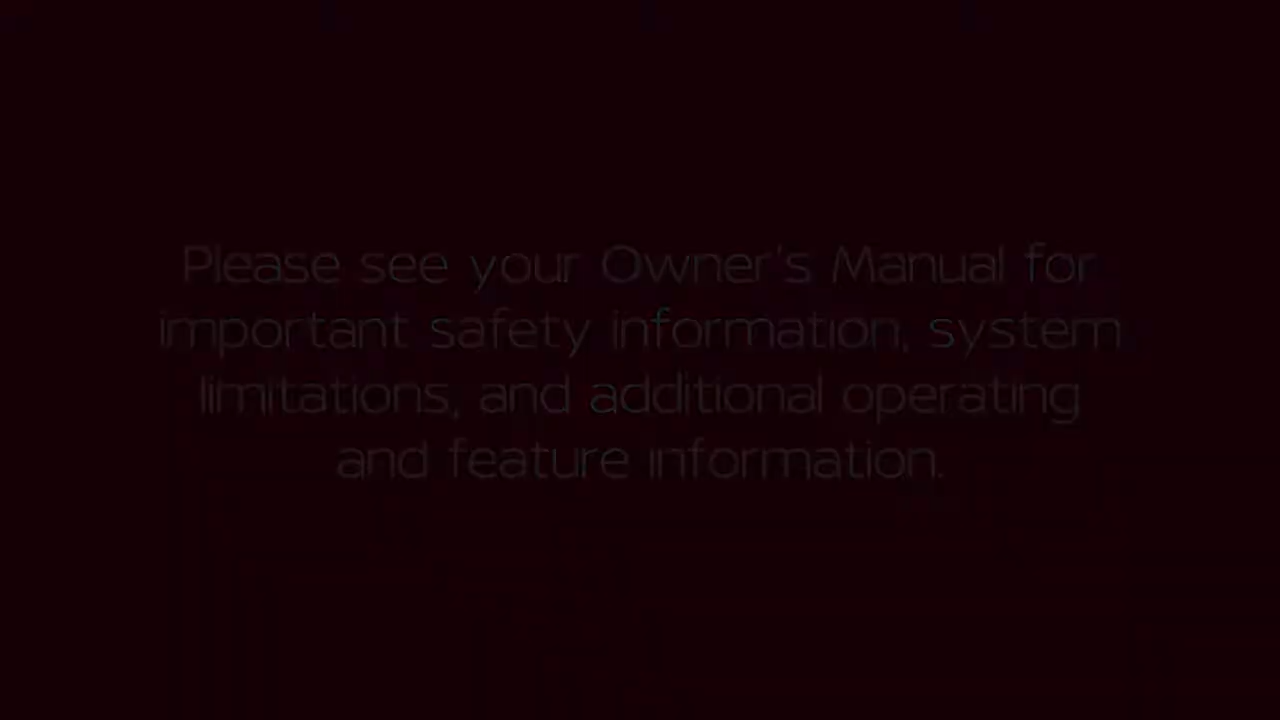 Please see your Owner's Manual for
important safety information, system
limitations, and additional operating
and feature information.